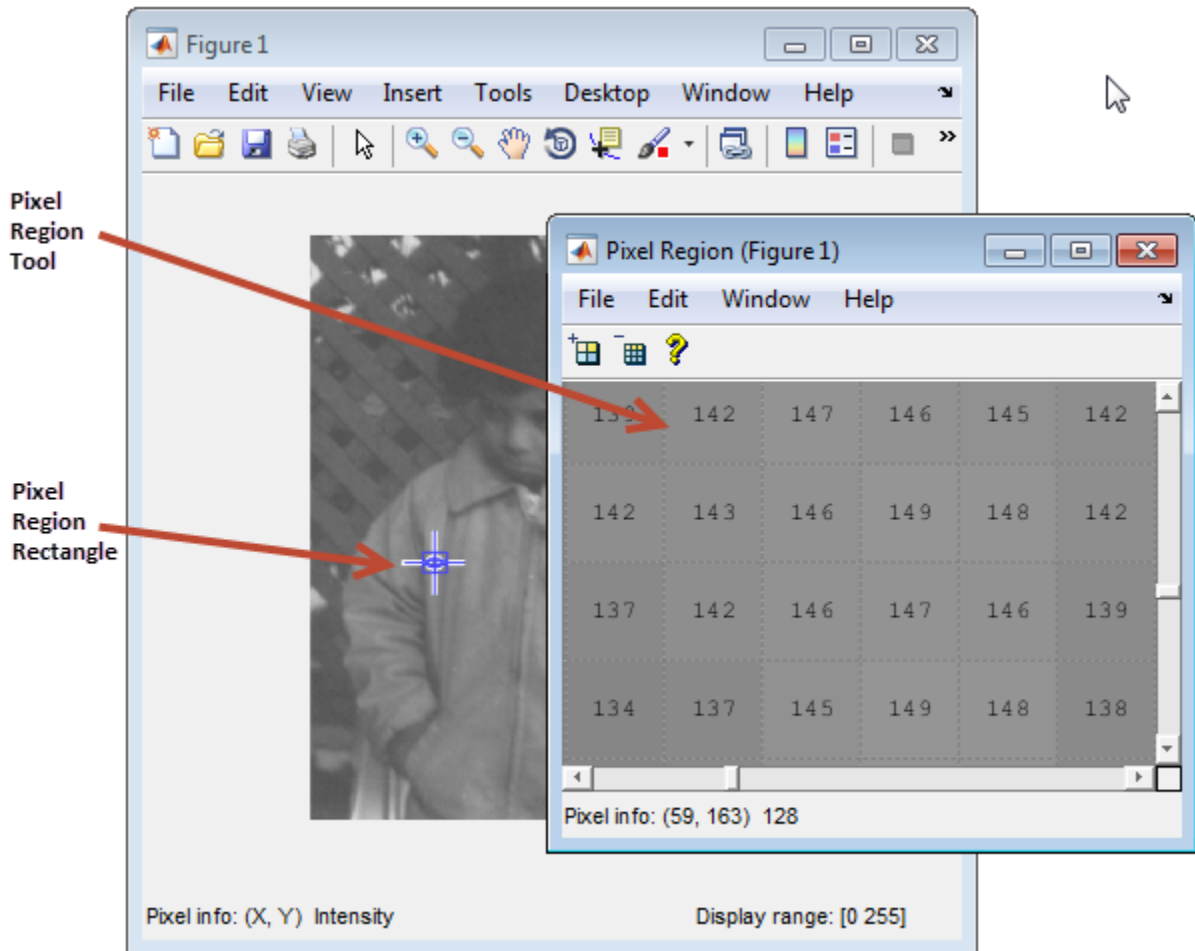 Figure 1
File Edit View Insert Tools Desktop Window Help
Pixel
Region
Tool
Pixel Region (Figure 1)
File Edit Window Help
142 147 146 145 142
142 143 146 149 148 142
Pixel
Region
Rectangle
137 142 146 147 146 139
134 137 145 149 148 138
Pixel info: (59, 163) 128
Pixel info: (X, Y) Intensity
Display range: [0 255]